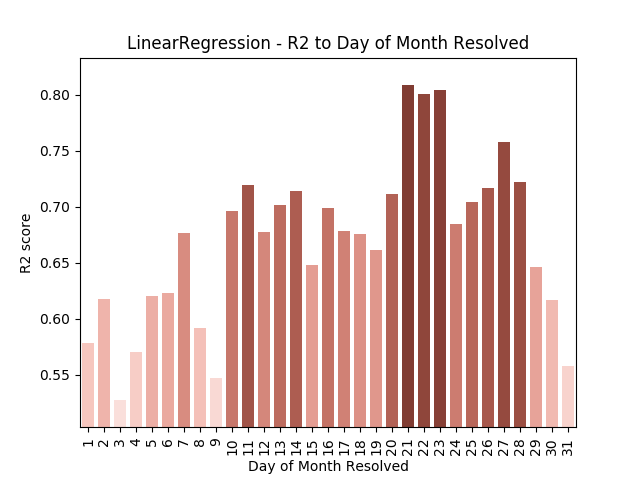 LinearRegression - R2 to Day of Month Resolved
R2 score
0.80
0.75
0.70
0.65
0.60
0.55
1 2 3 4 5 6 7 8 9 10 11 12 13 14 15 16 17 18 19 20 21 22 23 24 25 26 27 28 29 30 31
Day of Month Resolved